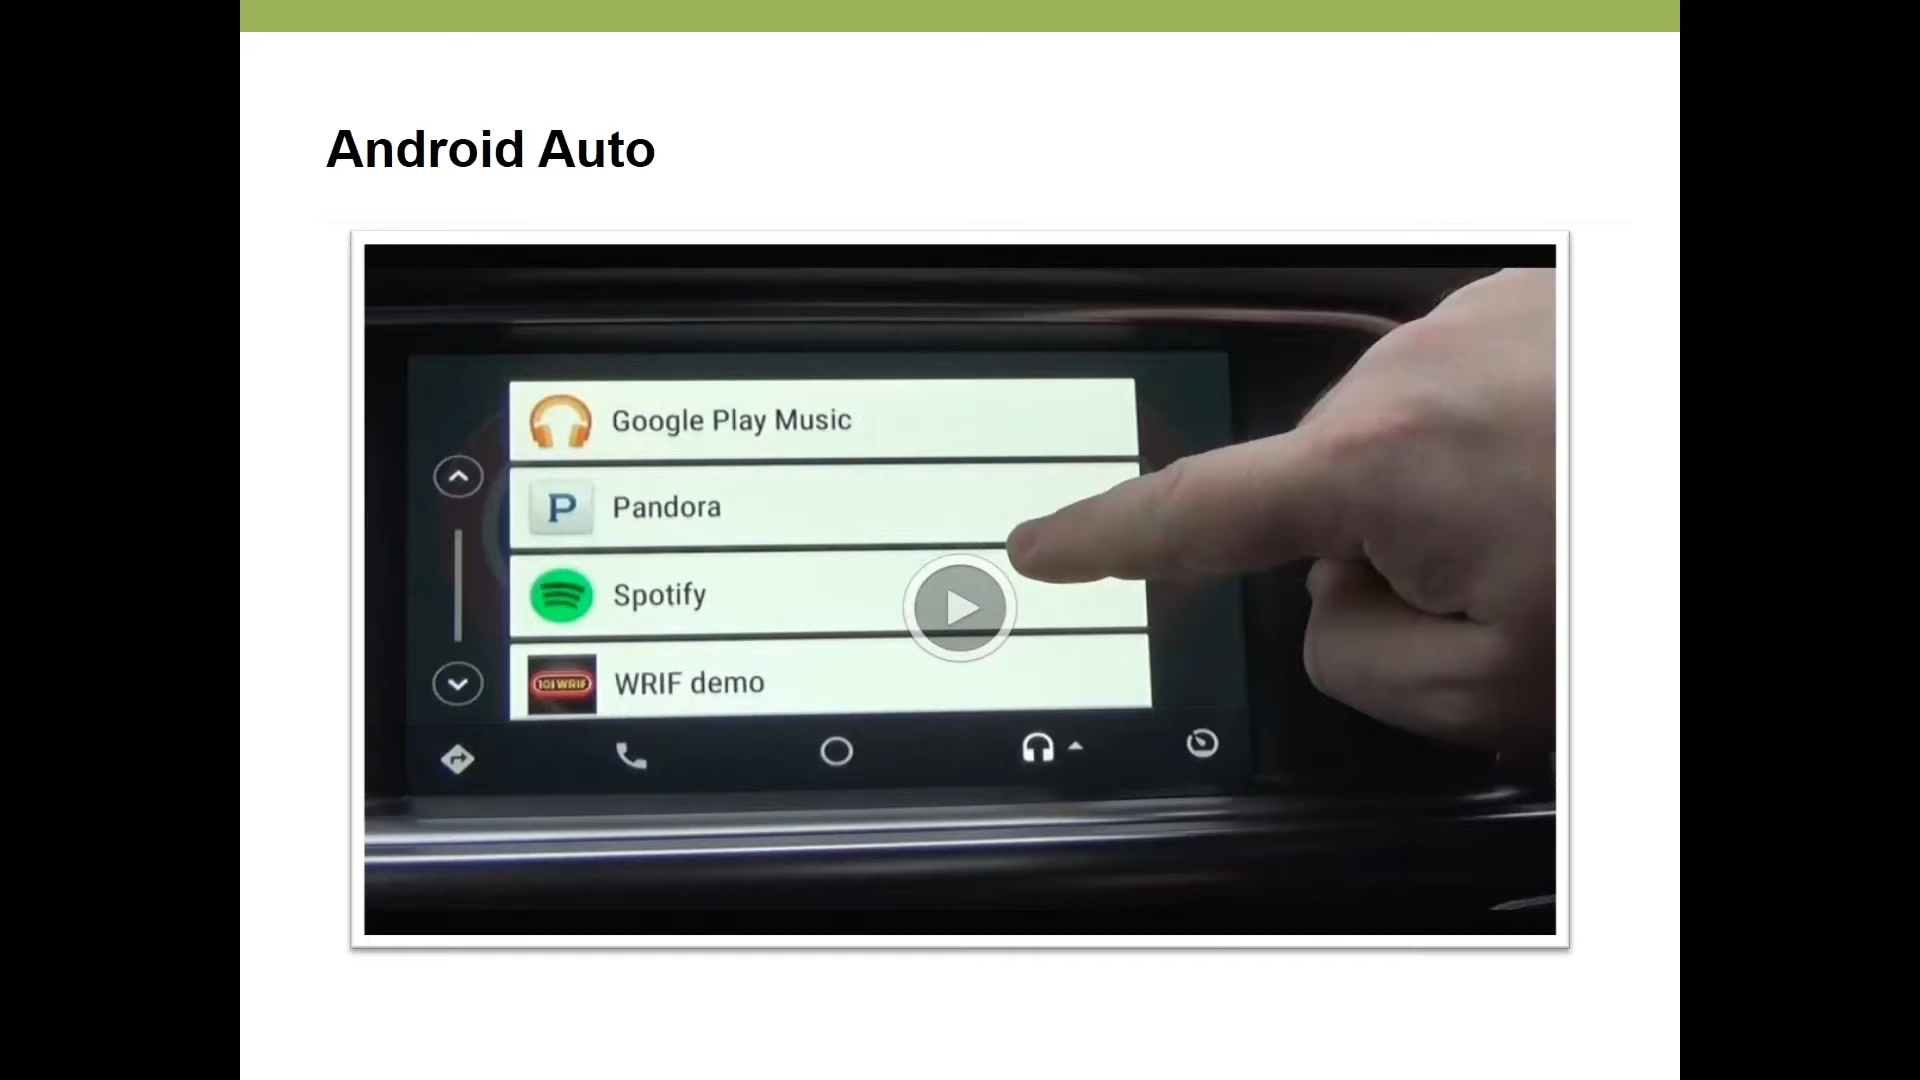 Android Auto
Google Play Music
P
Pandora
Spotify
101 WRIF
WRIF demo